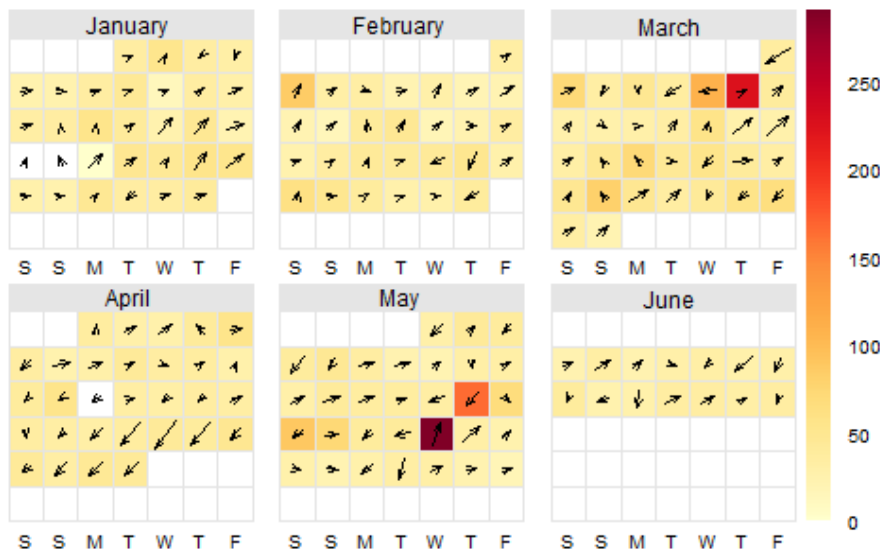 January February March
250
200
150
S S M T W T F S S M T W T F S S M T W T F
April May June
100
50
0
S S M T W T F S S M T W T F S S M T W T F